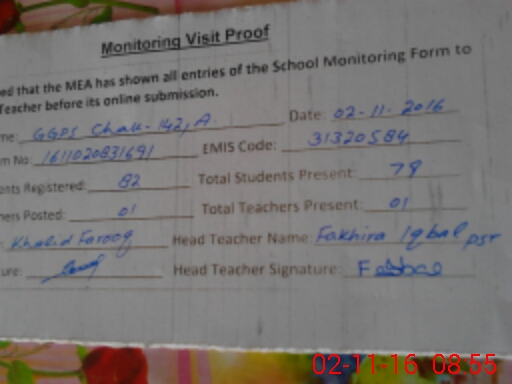 Monitoring Visit Proof
ed that the MEA has shown all entries of the School Monitoring Form to
Teacher before its online submission.
me: GGPS Chak-142, A Date: 02-11-2016
m No: 1611020831691 EMIS Code: 31320584
ents Registered: 82 Total Students Present: 79
hers Posted: 01 Total Teachers Present: 01
: Khalid Farooq Head Teacher Name: Fakhira Iqbal PST
ure: Head Teacher Signature:
02-11-16 08:55